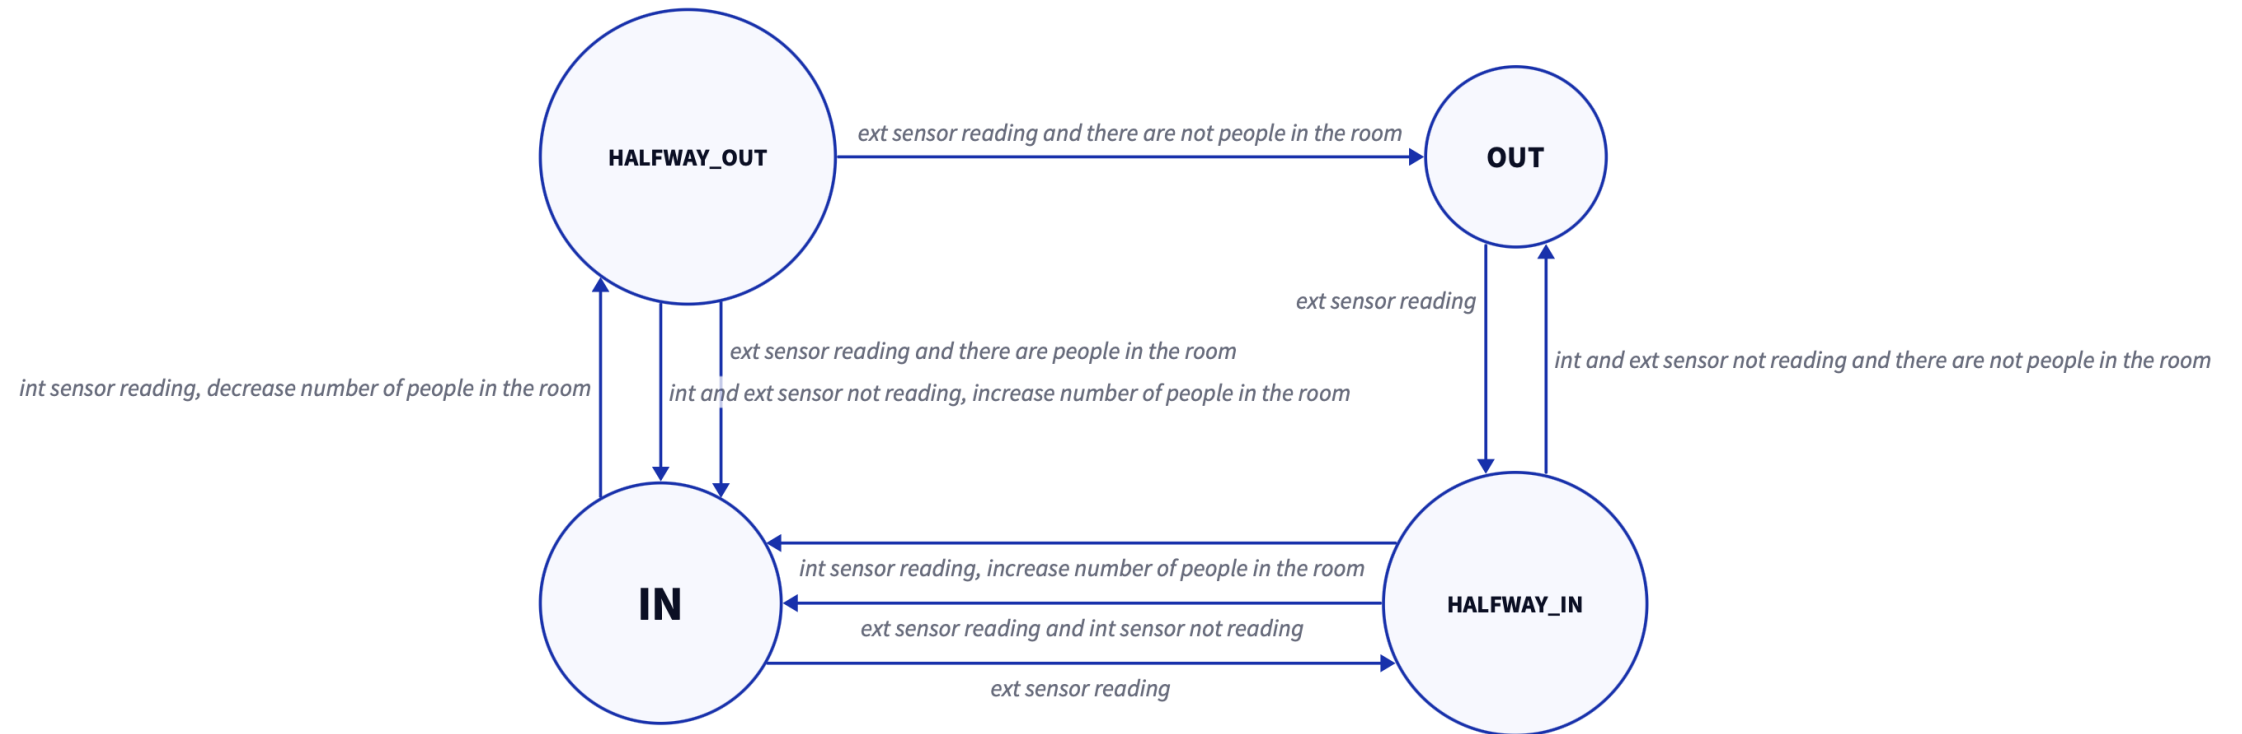 ext sensor reading and there are not people in the room
HALFWAY_OUT
OUT
ext sensor reading
ext sensor reading and there are people in the room
int and ext sensor not reading and there are not people in the room
int sensor reading, decrease number of people in the room
int and ext sensor not reading, increase number of people in the room
int sensor reading, increase number of people in the room
IN
HALFWAY_IN
ext sensor reading and int sensor not reading
ext sensor reading